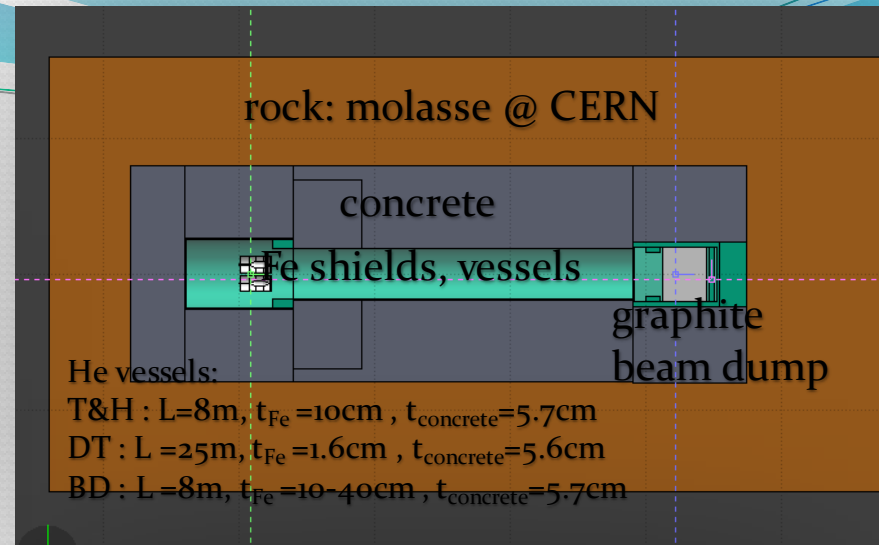 rock: molasse @ CERN
concrete
Fe shields, vessels
graphite
beam dump
He vessels:
T&H : L=8m, tFe =10cm , tconcrete=5.7cm
DT : L =25m, tFe =1.6cm , tconcrete=5.6cm
BD : L =8m, tFe =10-40cm , tconcrete=5.7cm